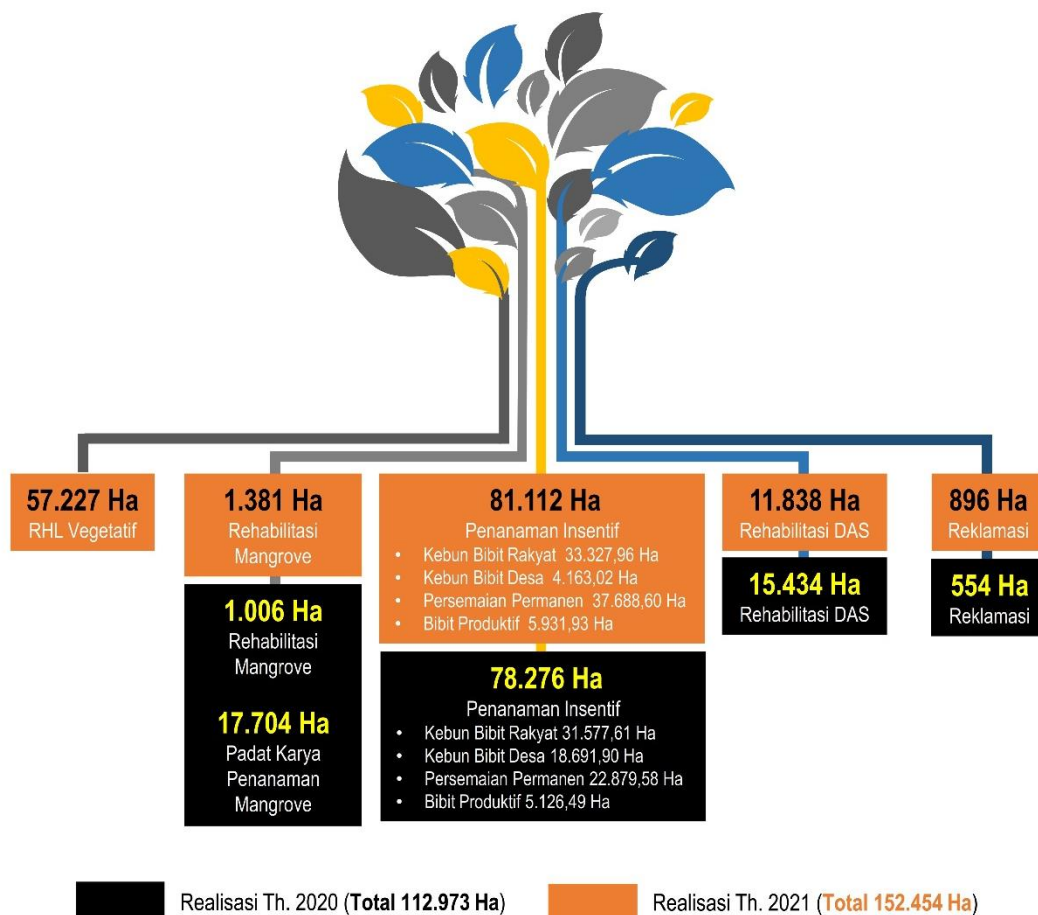 57.227 Ha
RHL Vegetatif
1.381 Ha
Rehabilitasi
Mangrove
1.006 Ha
Rehabilitasi
Mangrove
17.704 Ha
Padat Karya
Penanaman
Mangrove
81.112 Ha
Penanaman Insentif
• Kebun Bibit Rakyat 33.327,96 Ha
• Kebun Bibit Desa 4.163,02 Ha
• Persemaian Permanen 37.688,60 Ha
• Bibit Produktif 5.931,93 Ha
78.276 Ha
Penanaman Insentif
• Kebun Bibit Rakyat 31.577,61 Ha
• Kebun Bibit Desa 18.691,90 Ha
• Persemaian Permanen 22.879,58 Ha
• Bibit Produktif 5.126,49 Ha
11.838 Ha
Rehabilitasi DAS
15.434 Ha
Rehabilitasi DAS
896 Ha
Reklamasi
554 Ha
Reklamasi
Realisasi Th. 2020 (Total 112.973 Ha)
Realisasi Th. 2021 (Total 152.454 Ha)